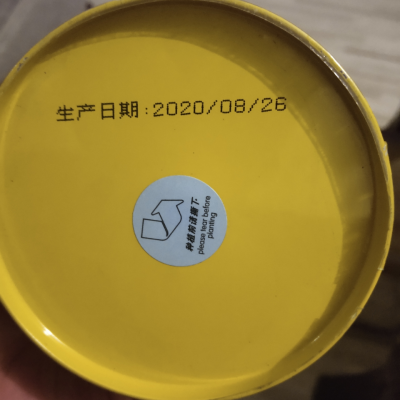 生产日期:2020/08/26
种植前请撕下
please tear before
planting